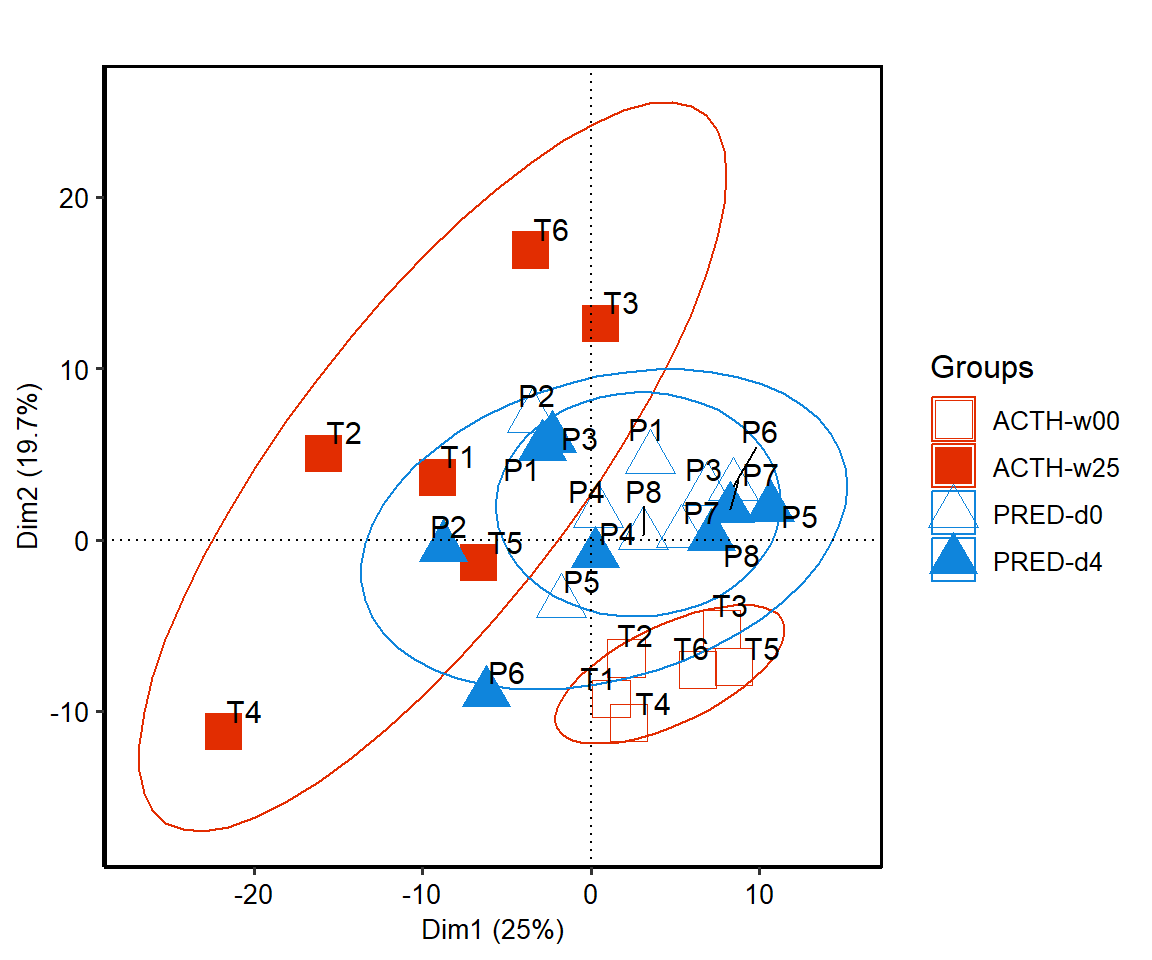 T6
T3
P2
P3
P1
P1
P6
T2
T1
P3
P7
P4
P8
P7
P5
P2
T5
P4
P8
P5
T3
T2
T6
T5
P6
T1
T4
T4
20
10
0
-10
-20
-10
0
10
Dim1 (25%)
Dim2 (19.7%)
Groups
ACTH-w00
ACTH-w25
PRED-d0
PRED-d4